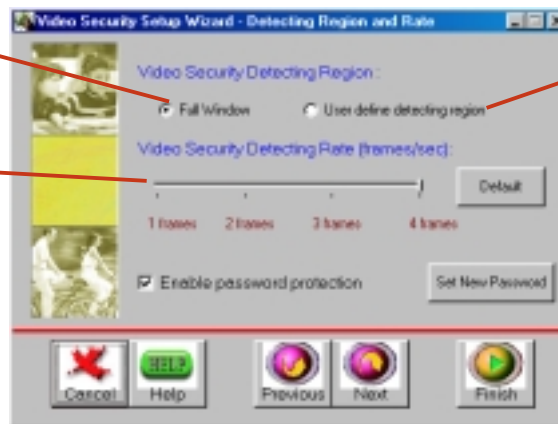 Video Security Setup Wizard - Detecting Region and Rate
Video Security Detecting Region :
Full Window
User define detecting region
Video Security Detecting Rate (frames/sec):
Default
1 frames
2 frames
3 frames
4 frames
Enable password protection
Set New Password
HELP
Cancel
Help
Previous
Next
Finish